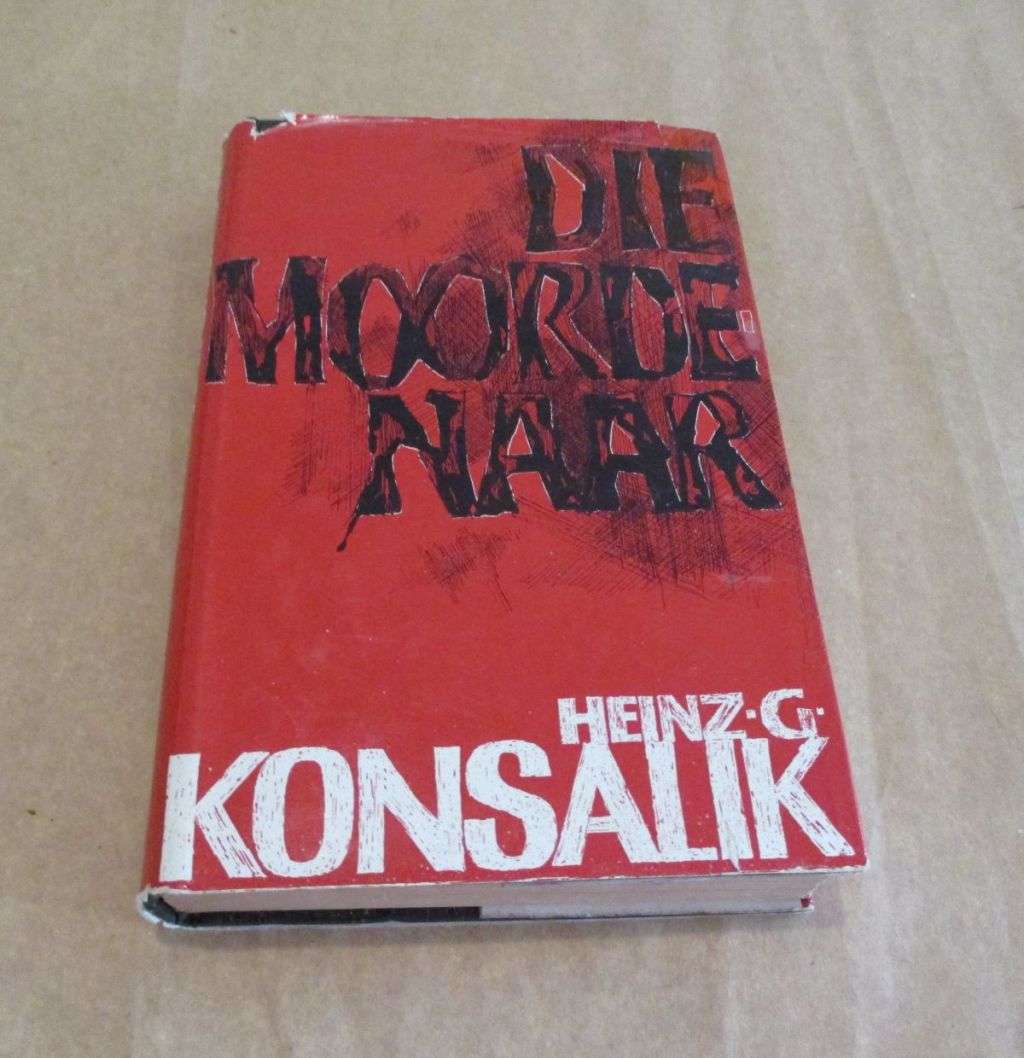 DIE
MOORDE-
NAAR
HEINZ·G·
KONSALIK